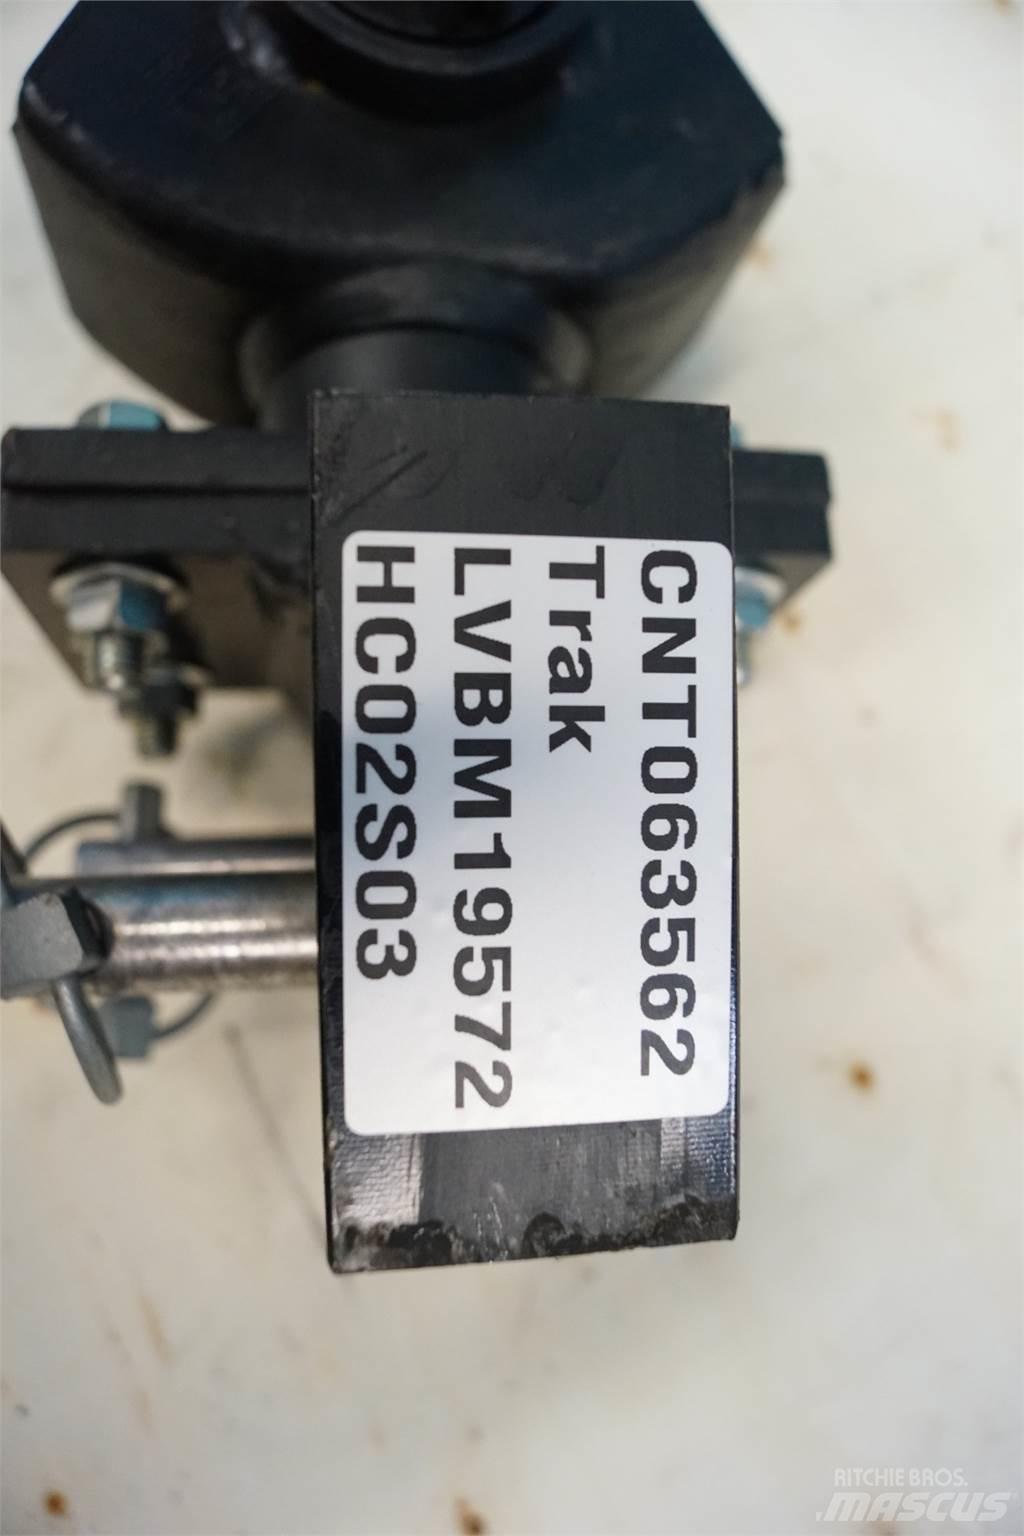 CNT063562
Trak
LVBM19572
HC02S03
RITCHIE BROS.
MASCUS